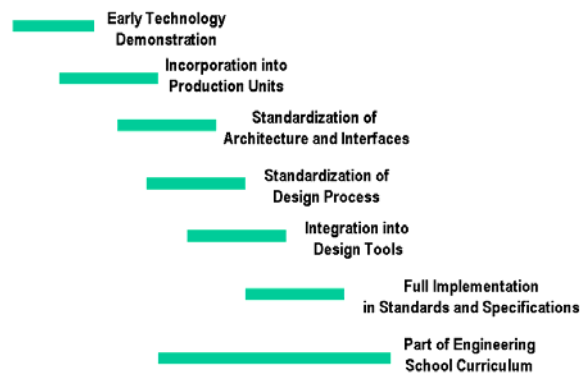 Early Technology
Demonstration
Incorporation into
Production Units
Standardization of
Architecture and Interfaces
Standardization of
Design Process
Integration into
Design Tools
Full Implementation
in Standards and Specifications
Part of Engineering
School Curriculum